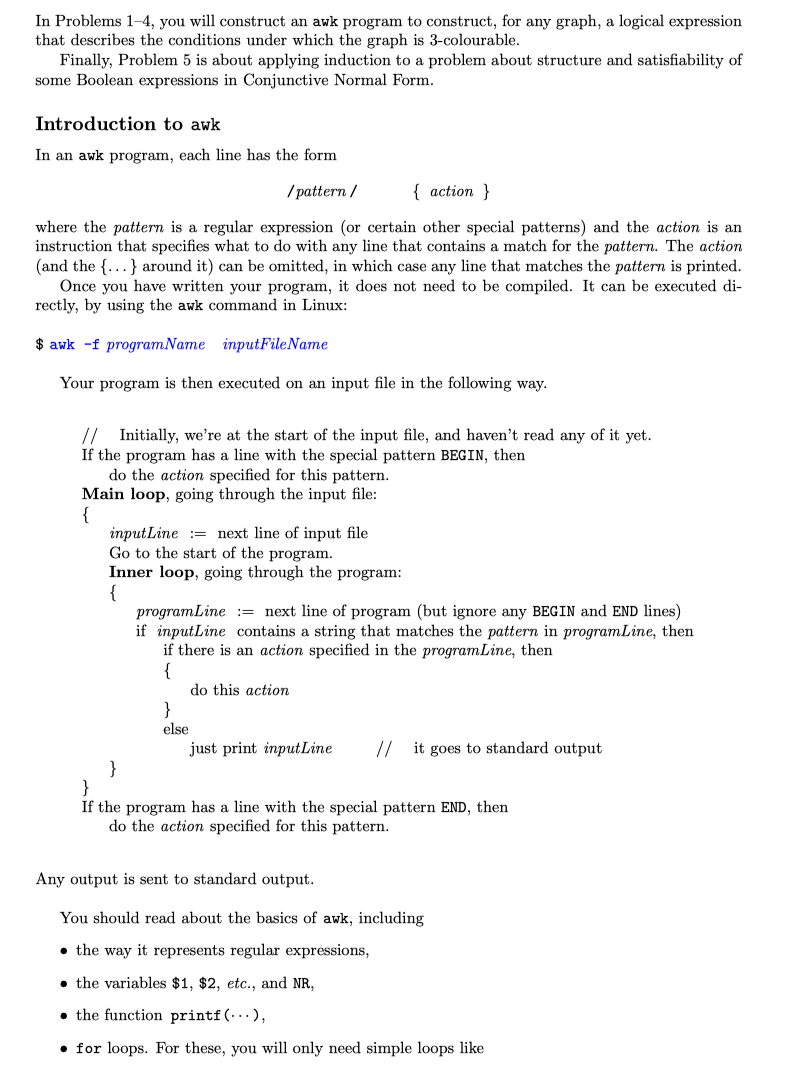 In Problems 1–4, you will construct an awk program to construct, for any graph, a logical expression
that describes the conditions under which the graph is 3-colourable.
Finally, Problem 5 is about applying induction to a problem about structure and satisfiability of
some Boolean expressions in Conjunctive Normal Form.
Introduction to awk
In an awk program, each line has the form
/pattern/ { action }
where the pattern is a regular expression (or certain other special patterns) and the action is an
instruction that specifies what to do with any line that contains a match for the pattern. The action
(and the {...} around it) can be omitted, in which case any line that matches the pattern is printed.
Once you have written your program, it does not need to be compiled. It can be executed di-
rectly, by using the awk command in Linux:
$ awk -f programName inputFileName
Your program is then executed on an input file in the following way.
// Initially, we're at the start of the input file, and haven't read any of it yet.
If the program has a line with the special pattern BEGIN, then
do the action specified for this pattern.
Main loop, going through the input file:
{
inputLine := next line of input file
Go to the start of the program.
Inner loop, going through the program:
{
programLine := next line of program (but ignore any BEGIN and END lines)
if inputLine contains a string that matches the pattern in programLine, then
if there is an action specified in the programLine, then
{
do this action
}
else
just print inputLine // it goes to standard output
}
}
If the program has a line with the special pattern END, then
do the action specified for this pattern.
Any output is sent to standard output.
You should read about the basics of awk, including
• the way it represents regular expressions,
• the variables $1, $2, etc., and NR,
• the function printf(···),
• for loops. For these, you will only need simple loops like